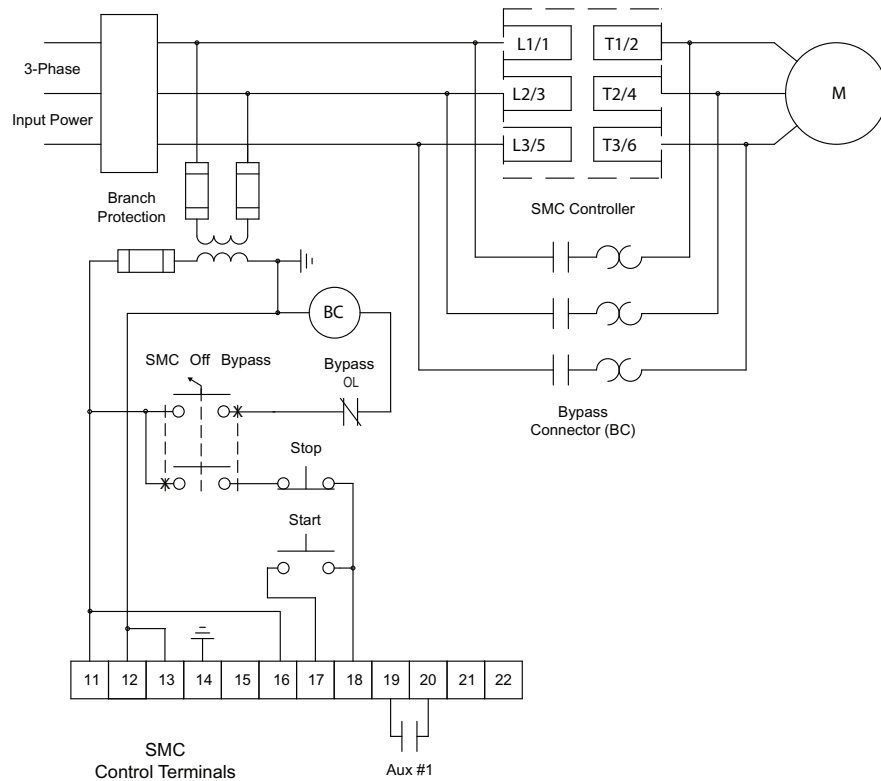 3-Phase
Input Power
Branch
Protection
L1/1
T1/2
L2/3
T2/4
L3/5
T3/6
M
SMC Controller
BC
SMC Off Bypass
Bypass
OL
Bypass
Connector (BC)
Stop
Start
11 12 13 14 15 16 17 18 19 20 21 22
SMC
Control Terminals
Aux #1